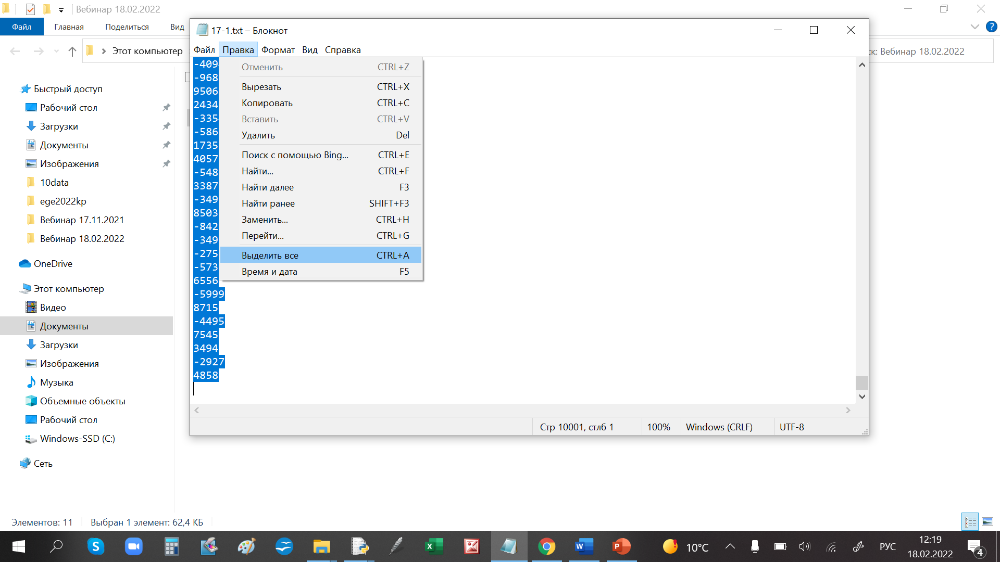 Вебинар 18.02.2022
Файл
Главная
Поделиться
Вид
Этот компьютер
к: Вебинар 18.02.2022
Быстрый доступ
Рабочий стол
Загрузки
Документы
Изображения
10data
ege2022kp
Вебинар 17.11.2021
Вебинар 18.02.2022
OneDrive
Этот компьютер
Видео
Документы
Загрузки
Изображения
Музыка
Объемные объекты
Рабочий стол
Windows-SSD (C:)
Сеть
Элементов: 11
Выбран 1 элемент: 62,4 КБ
17-1.txt – Блокнот
Файл Правка Формат Вид Справка
-409
-968
9506
2434
-335
-586
1735
4057
-548
3387
-349
8503
-842
-349
-275
-573
6556
-5999
8715
-4495
7545
3494
-2927
4858
Отменить CTRL+Z
Вырезать CTRL+X
Копировать CTRL+C
Вставить CTRL+V
Удалить Del
Поиск с помощью Bing... CTRL+E
Найти... CTRL+F
Найти далее F3
Найти ранее SHIFT+F3
Заменить... CTRL+H
Перейти... CTRL+G
Выделить все CTRL+A
Время и дата F5
Стр 10001, стлб 1
100%
Windows (CRLF)
UTF-8
10°C
РУС
12:19
18.02.2022
4